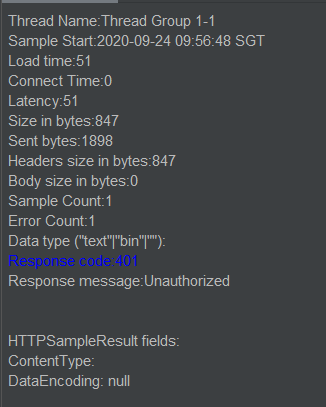 Thread Name:Thread Group 1-1
Sample Start:2020-09-24 09:56:48 SGT
Load time:51
Connect Time:0
Latency:51
Size in bytes:847
Sent bytes:1898
Headers size in bytes:847
Body size in bytes:0
Sample Count:1
Error Count:1
Data type ("text"|"bin"|""):
Response code:401
Response message:Unauthorized
HTTPSampleResult fields:
ContentType:
DataEncoding: null